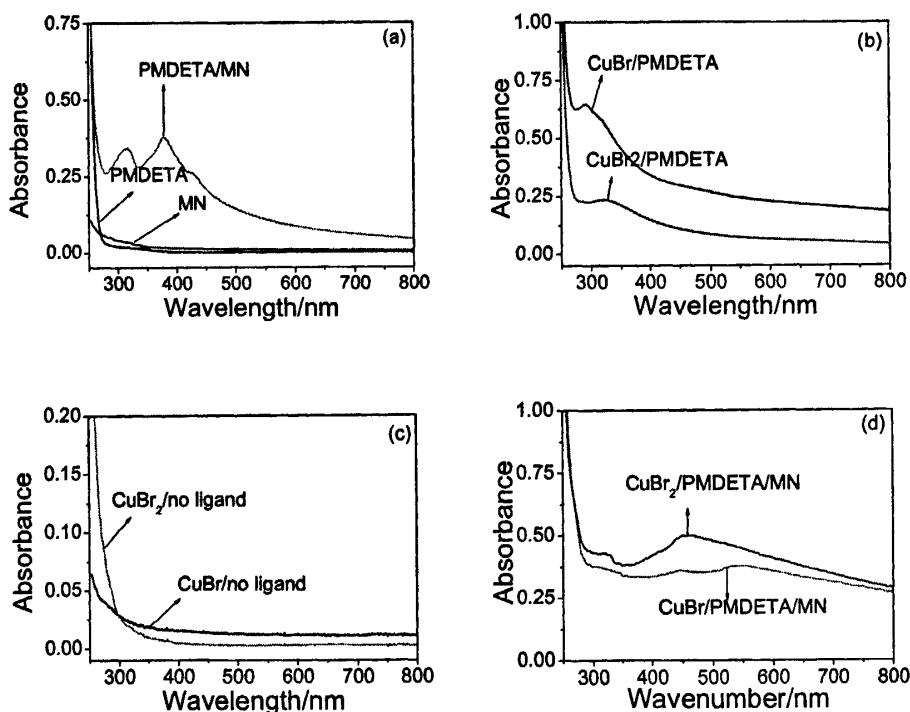 (a)
0.75
0.50
0.25
0.00
Absorbance
PMDETA/MN
PMDETA
MN
300 400 500 600 700 800
Wavelength/nm
(b)
1.00
0.75
0.50
0.25
0.00
Absorbance
CuBr/PMDETA
CuBr2/PMDETA
300 400 500 600 700 800
Wavelength/nm
(c)
0.20
0.15
0.10
0.05
0.00
Absorbance
CuBr₂/no ligand
CuBr/no ligand
300 400 500 600 700 800
Wavelength/nm
(d)
1.00
0.75
0.50
0.25
0.00
Absorbance
CuBr₂/PMDETA/MN
CuBr/PMDETA/MN
300 400 500 600 700 800
Wavenumber/nm